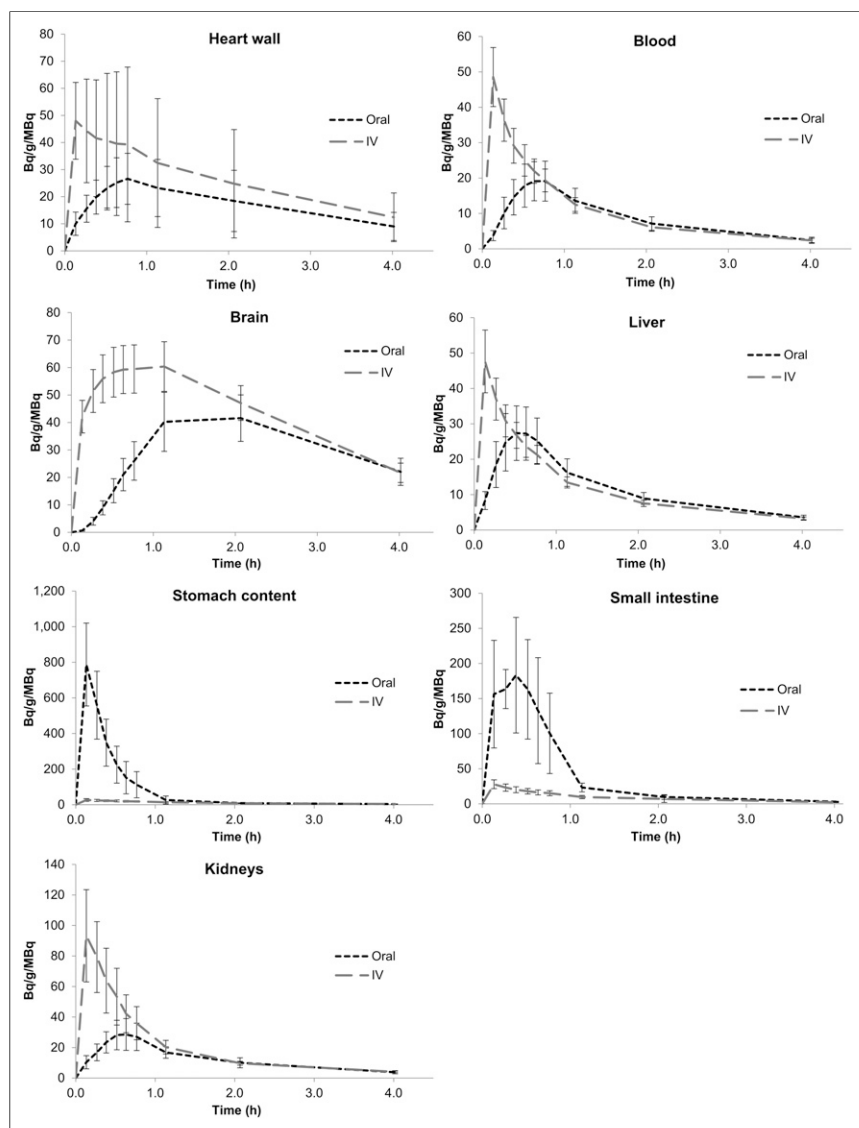 Heart wall
80
70
60
50
40
30
20
10
0
Bq/g/MBq
Oral
IV
0.0 1.0 2.0 3.0 4.0
Time (h)
Blood
60
50
40
30
20
10
0
Bq/g/MBq
Oral
IV
0.0 1.0 2.0 3.0 4.0
Time (h)
Brain
80
70
60
50
40
30
20
10
0
Bq/g/MBq
Oral
IV
0.0 1.0 2.0 3.0 4.0
Time (h)
Liver
60
50
40
30
20
10
0
Bq/g/MBq
Oral
IV
0.0 1.0 2.0 3.0 4.0
Time (h)
Stomach content
1,200
1,000
800
600
400
200
0
Bq/g/MBq
Oral
IV
0.0 1.0 2.0 3.0 4.0
Time (h)
Small intestine
300
250
200
150
100
50
0
Bq/g/MBq
Oral
IV
0.0 1.0 2.0 3.0 4.0
Time (h)
Kidneys
140
120
100
80
60
40
20
0
Bq/g/MBq
Oral
IV
0.0 1.0 2.0 3.0 4.0
Time (h)